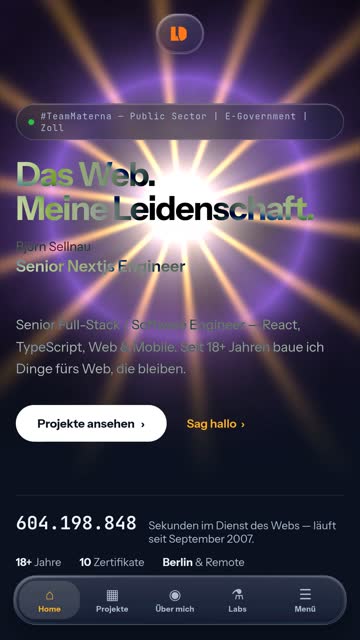 #TeamMaterna — Public Sector | E-Government |
Zoll
Das Web.
Meine Leidenschaft.
Björn Sellnau
Senior Nextjs Engineer
Senior Full-Stack / Software Engineer — React,
TypeScript, Web & Mobile. Seit 18+ Jahren baue ich
Dinge fürs Web, die bleiben.
Projekte ansehen ›
Sag hallo ›
604.198.848
Sekunden im Dienst des Webs — läuft
seit September 2007.
18+ Jahre 10 Zertifikate Berlin & Remote
Home Projekte Über mich Labs Menü